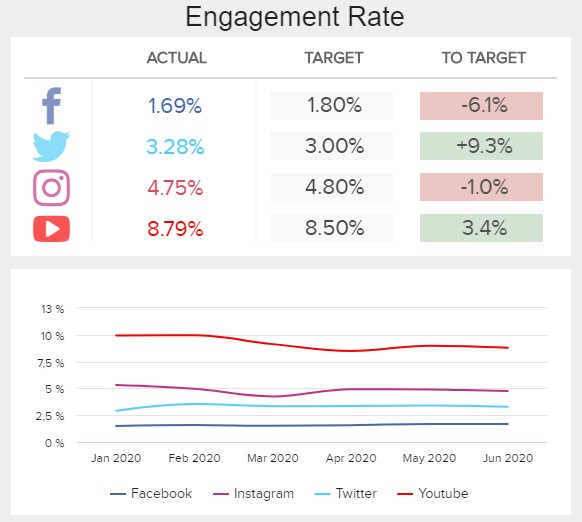 Engagement Rate
ACTUAL TARGET TO TARGET
1.69% 1.80% -6.1%
3.28% 3.00% +9.3%
4.75% 4.80% -1.0%
8.79% 8.50% 3.4%
13 %
10 %
7,5 %
5 %
2,5 %
0 %
Jan 2020 Feb 2020 Mar 2020 Apr 2020 May 2020 Jun 2020
Facebook Instagram Twitter Youtube